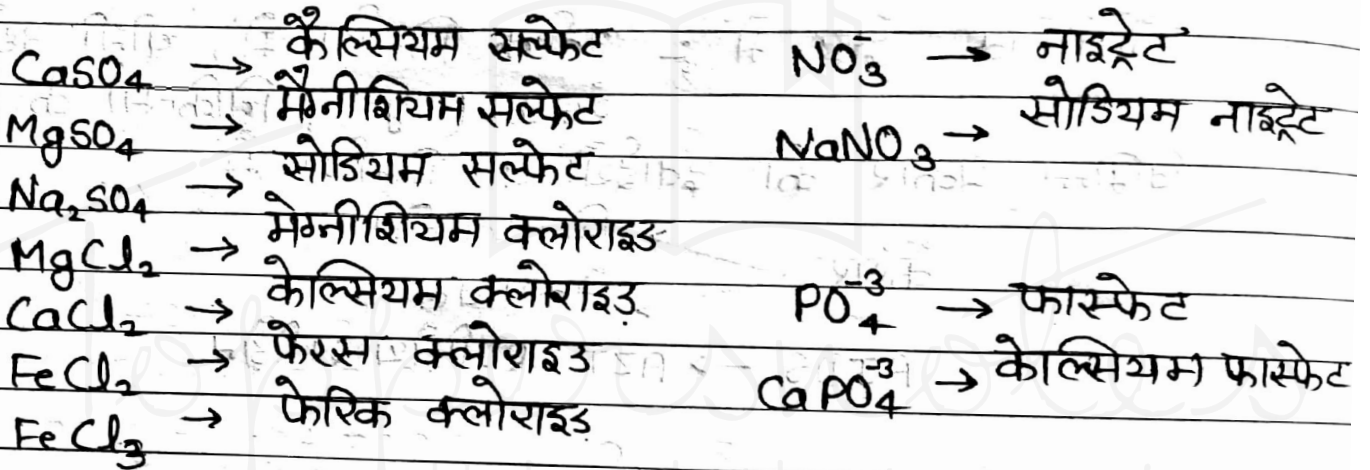 CaSO₄ → कैल्सियम सल्फेट
MgSO₄ → मैग्नीशियम सल्फेट
Na₂SO₄ → सोडियम सल्फेट
MgCl₂ → मेग्नीशियम क्लोराइड
CaCl₂ → केल्सियम क्लोराइड
FeCl₂ → फेरस क्लोराइड
FeCl₃ → फेरिक क्लोराइड
NO₃⁻ → नाइट्रेट
NaNO₃ → सोडियम नाइट्रेट
PO₄⁻³ → फास्फेट
CaPO₄⁻³ → केल्सियम फास्फेट